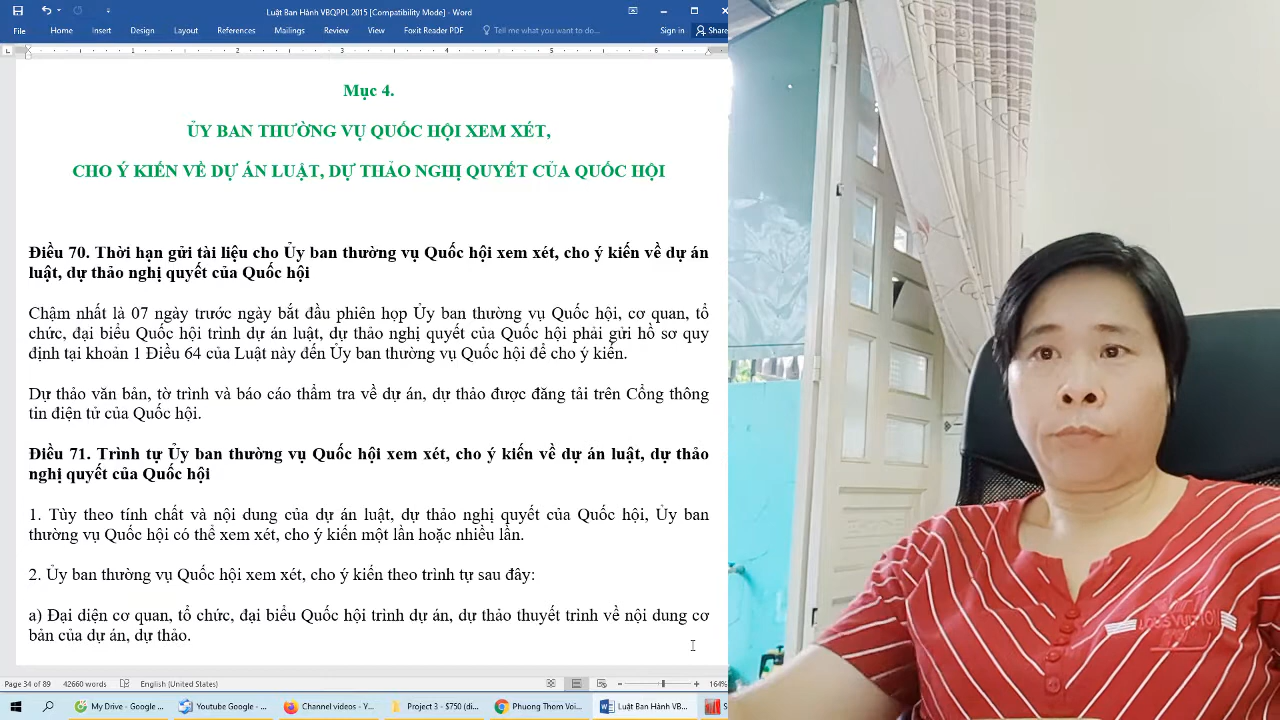 Luật Ban Hành VBQPPL 2015 [Compatibility Mode] - Word
File Home Insert Design Layout References Mailings Review View Foxit Reader PDF Tell me what you want to do... Sign in Share
Mục 4.
ỦY BAN THƯỜNG VỤ QUỐC HỘI XEM XÉT,
CHO Ý KIẾN VỀ DỰ ÁN LUẬT, DỰ THẢO NGHỊ QUYẾT CỦA QUỐC HỘI
Điều 70. Thời hạn gửi tài liệu cho Ủy ban thường vụ Quốc hội xem xét, cho ý kiến về dự án
luật, dự thảo nghị quyết của Quốc hội
Chậm nhất là 07 ngày trước ngày bắt đầu phiên họp Ủy ban thường vụ Quốc hội, cơ quan, tổ
chức, đại biểu Quốc hội trình dự án luật, dự thảo nghị quyết của Quốc hội phải gửi hồ sơ quy
định tại khoản 1 Điều 64 của Luật này đến Ủy ban thường vụ Quốc hội để cho ý kiến.
Dự thảo văn bản, tờ trình và báo cáo thẩm tra về dự án, dự thảo được đăng tải trên Cổng thông
tin điện tử của Quốc hội.
Điều 71. Trình tự Ủy ban thường vụ Quốc hội xem xét, cho ý kiến về dự án luật, dự thảo
nghị quyết của Quốc hội
1. Tùy theo tính chất và nội dung của dự án luật, dự thảo nghị quyết của Quốc hội, Ủy ban
thường vụ Quốc hội có thể xem xét, cho ý kiến một lần hoặc nhiều lần.
2. Ủy ban thường vụ Quốc hội xem xét, cho ý kiến theo trình tự sau đây:
a) Đại diện cơ quan, tổ chức, đại biểu Quốc hội trình dự án, dự thảo thuyết trình về nội dung cơ
bản của dự án, dự thảo.
Page 34 of 89 42660 words English (United States) 164%
My Drive - Google ... Youtube - Google ... Channel videos - Y... Project 3 - $750 (di... Phuong Thom Voi... Luật Ban Hành VB...